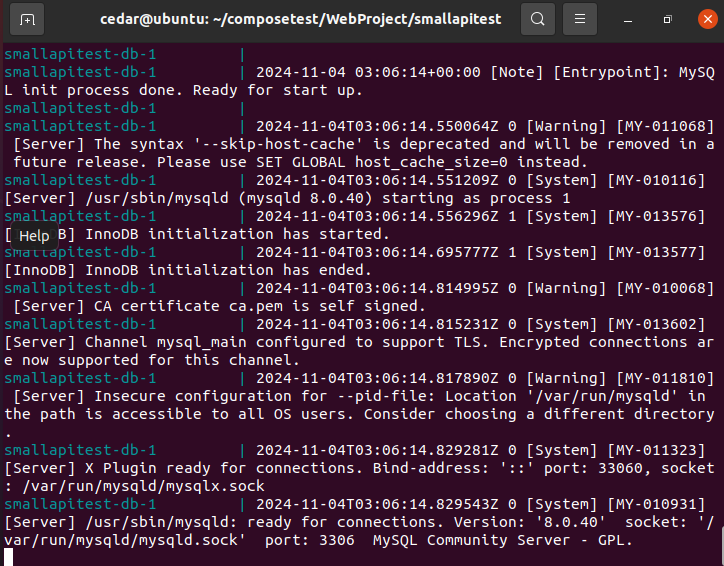 cedar@ubuntu: ~/composetest/WebProject/smallapitest
smallapitest-db-1         |
smallapitest-db-1         | 2024-11-04 03:06:14+00:00 [Note] [Entrypoint]: MySQ
L init process done. Ready for start up.
smallapitest-db-1         |
smallapitest-db-1         | 2024-11-04T03:06:14.550064Z 0 [Warning] [MY-011068]
 [Server] The syntax '--skip-host-cache' is deprecated and will be removed in a
 future release. Please use SET GLOBAL host_cache_size=0 instead.
smallapitest-db-1         | 2024-11-04T03:06:14.551209Z 0 [System] [MY-010116]
[Server] /usr/sbin/mysqld (mysqld 8.0.40) starting as process 1
smallapitest-db-1         | 2024-11-04T03:06:14.556296Z 1 [System] [MY-013576]
[InnoDB] InnoDB initialization has started.
Help
smallapitest-db-1         | 2024-11-04T03:06:14.695777Z 1 [System] [MY-013577]
[InnoDB] InnoDB initialization has ended.
smallapitest-db-1         | 2024-11-04T03:06:14.814995Z 0 [Warning] [MY-010068]
 [Server] CA certificate ca.pem is self signed.
smallapitest-db-1         | 2024-11-04T03:06:14.815231Z 0 [System] [MY-013602]
[Server] Channel mysql_main configured to support TLS. Encrypted connections ar
e now supported for this channel.
smallapitest-db-1         | 2024-11-04T03:06:14.817890Z 0 [Warning] [MY-011810]
 [Server] Insecure configuration for --pid-file: Location '/var/run/mysqld' in
the path is accessible to all OS users. Consider choosing a different directory
.
smallapitest-db-1         | 2024-11-04T03:06:14.829281Z 0 [System] [MY-011323]
[Server] X Plugin ready for connections. Bind-address: '::' port: 33060, socket
: /var/run/mysqld/mysqlx.sock
smallapitest-db-1         | 2024-11-04T03:06:14.829543Z 0 [System] [MY-010931]
[Server] /usr/sbin/mysqld: ready for connections. Version: '8.0.40'  socket: '/
var/run/mysqld/mysqld.sock'  port: 3306  MySQL Community Server - GPL.